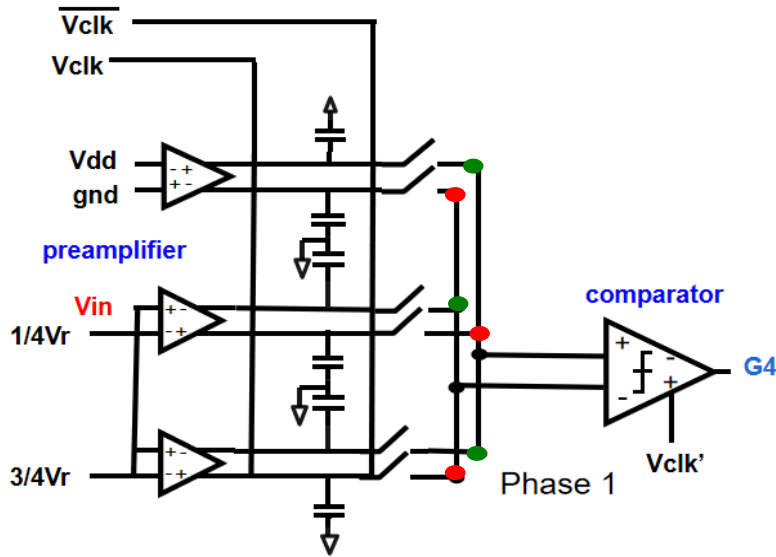 Vclk
Vclk
Vdd
- +
+ -
gnd
preamplifier
Vin
+ -
- +
1/4Vr
comparator
+
-
-
+
G4
+ -
- +
3/4Vr
Phase 1
Vclk'